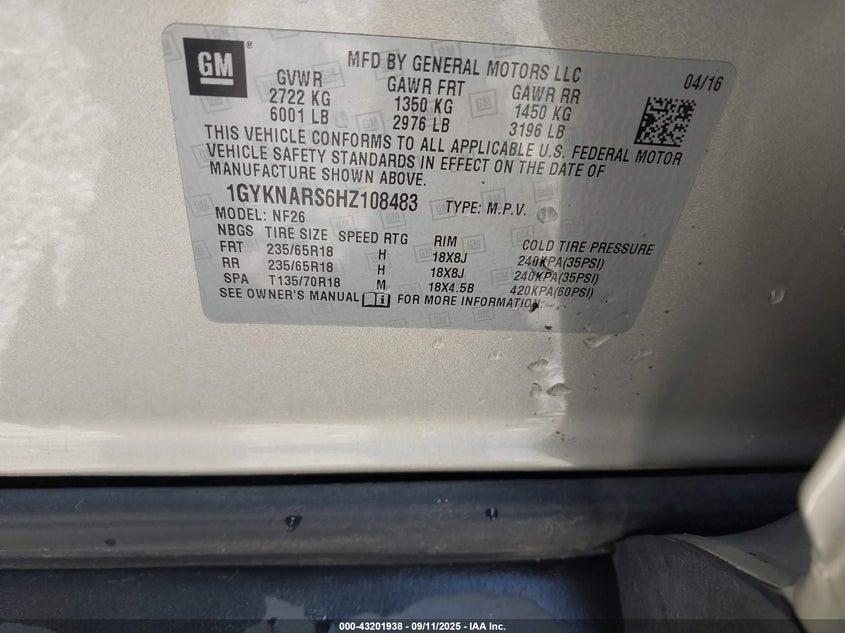 GM
MFD BY GENERAL MOTORS LLC
04/16
GVWR GAWR FRT GAWR RR
2722 KG 1350 KG 1450 KG
6001 LB 2976 LB 3196 LB
THIS VEHICLE CONFORMS TO ALL APPLICABLE U.S. FEDERAL MOTOR
VEHICLE SAFETY STANDARDS IN EFFECT ON THE DATE OF
MANUFACTURE SHOWN ABOVE.
1GYKNARS6HZ108483 TYPE: M.P.V.
MODEL: NF26
NBGS TIRE SIZE SPEED RTG RIM COLD TIRE PRESSURE
FRT 235/65R18 H 18X8J 240KPA(35PSI)
RR 235/65R18 H 18X8J 240KPA(35PSI)
SPA T135/70R18 M 18X4.5B 420KPA(60PSI)
SEE OWNER'S MANUAL i FOR MORE INFORMATION.
000-43201938 - 09/11/2025 - IAA Inc.